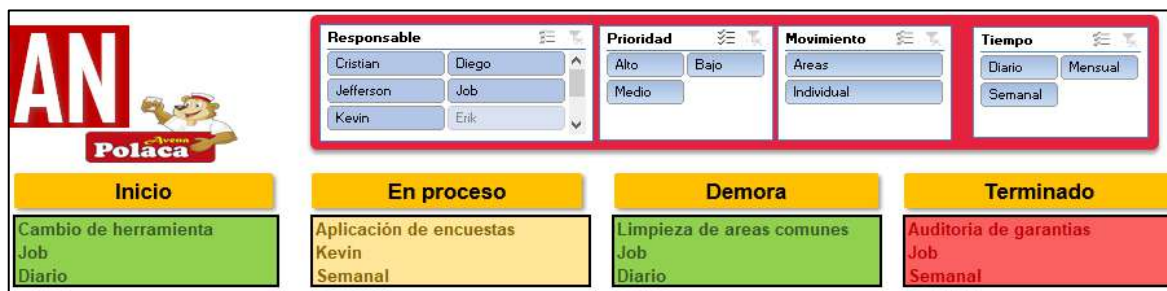 AN
Avena
Polaca
Responsable
Cristian Diego
Jefferson Job
Kevin Erik
Prioridad
Alto Bajo
Medio
Movimiento
Areas
Individual
Tiempo
Diario Mensual
Semanal
Inicio
Cambio de herramienta
Job
Diario
En proceso
Aplicación de encuestas
Kevin
Semanal
Demora
Limpieza de areas comunes
Job
Diario
Terminado
Auditoria de garantias
Job
Semanal